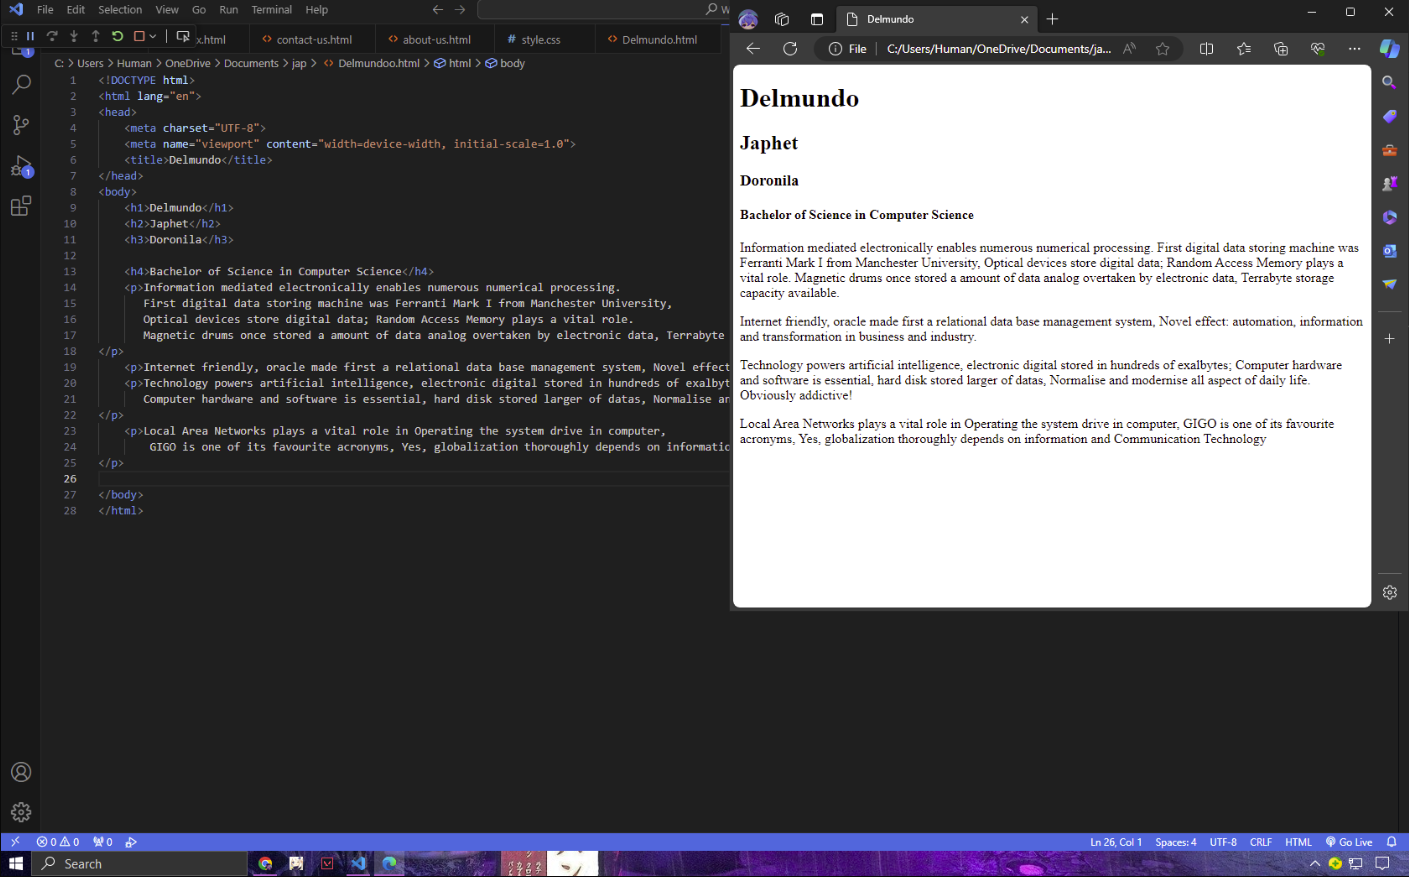 File Edit Selection View Go Run Terminal Help
x.html contact-us.html about-us.html # style.css Delmundo.html
C: > Users > Human > OneDrive > Documents > jap > Delmundoo.html > html > body
1 <!DOCTYPE html>
2 <html lang="en">
3 <head>
4 <meta charset="UTF-8">
5 <meta name="viewport" content="width=device-width, initial-scale=1.0">
6 <title>Delmundo</title>
7 </head>
8 <body>
9 <h1>Delmundo</h1>
10 <h2>Japhet</h2>
11 <h3>Doronila</h3>
12
13 <h4>Bachelor of Science in Computer Science</h4>
14 <p>Information mediated electronically enables numerous numerical processing.
15 First digital data storing machine was Ferranti Mark I from Manchester University,
16 Optical devices store digital data; Random Access Memory plays a vital role.
17 Magnetic drums once stored a amount of data analog overtaken by electronic data, Terrabyte
18 </p>
19 <p>Internet friendly, oracle made first a relational data base management system, Novel effect
20 <p>Technology powers artificial intelligence, electronic digital stored in hundreds of exalbyt
21 Computer hardware and software is essential, hard disk stored larger of datas, Normalise an
22 </p>
23 <p>Local Area Networks plays a vital role in Operating the system drive in computer,
24 GIGO is one of its favourite acronyms, Yes, globalization thoroughly depends on informatio
25 </p>
26
27 </body>
28 </html>
1
1
Delmundo
File C:/Users/Human/OneDrive/Documents/ja...
Delmundo
Japhet
Doronila
Bachelor of Science in Computer Science
Information mediated electronically enables numerous numerical processing. First digital data storing machine was
Ferranti Mark I from Manchester University, Optical devices store digital data; Random Access Memory plays a
vital role. Magnetic drums once stored a amount of data analog overtaken by electronic data, Terrabyte storage
capacity available.
Internet friendly, oracle made first a relational data base management system, Novel effect: automation, information
and transformation in business and industry.
Technology powers artificial intelligence, electronic digital stored in hundreds of exalbytes; Computer hardware
and software is essential, hard disk stored larger of datas, Normalise and modernise all aspect of daily life.
Obviously addictive!
Local Area Networks plays a vital role in Operating the system drive in computer, GIGO is one of its favourite
acronyms, Yes, globalization thoroughly depends on information and Communication Technology
0 0 0 Ln 26, Col 1 Spaces: 4 UTF-8 CRLF HTML Go Live
Search